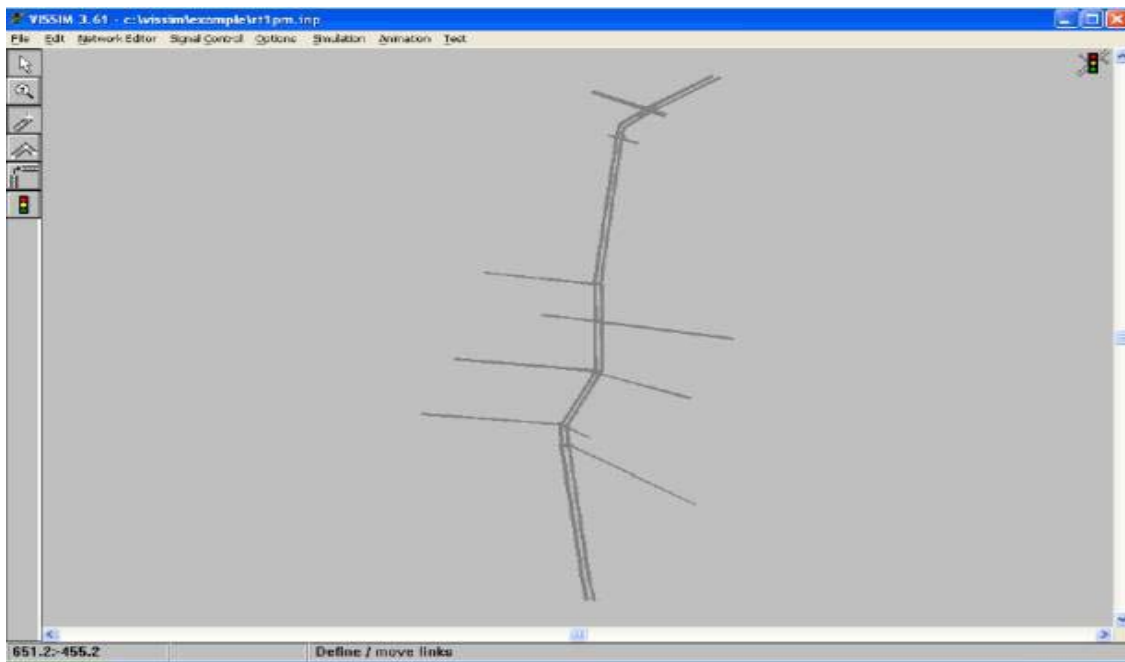 VISSIM 3.61 - c:\wissim\example\rt1pm.inp
File Edit Network Editor Signal Control Options Simulation Animation Test
651.2:-455.2 Define / move links